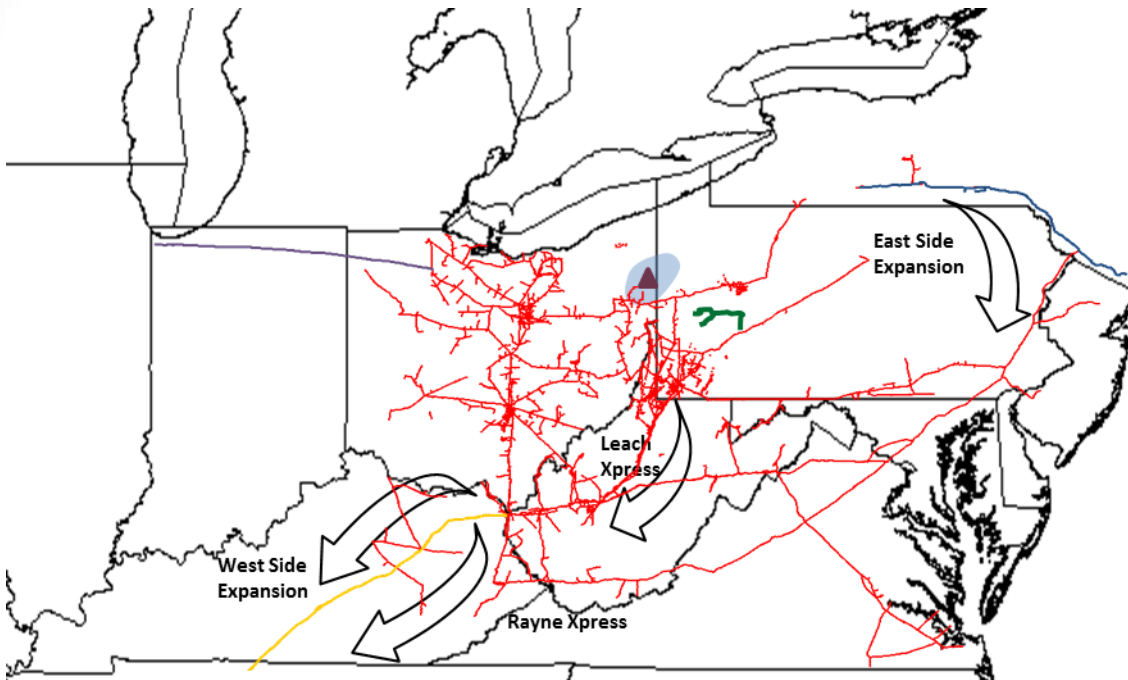 East Side
Expansion
Leach
Xpress
West Side
Expansion
Rayne Xpress